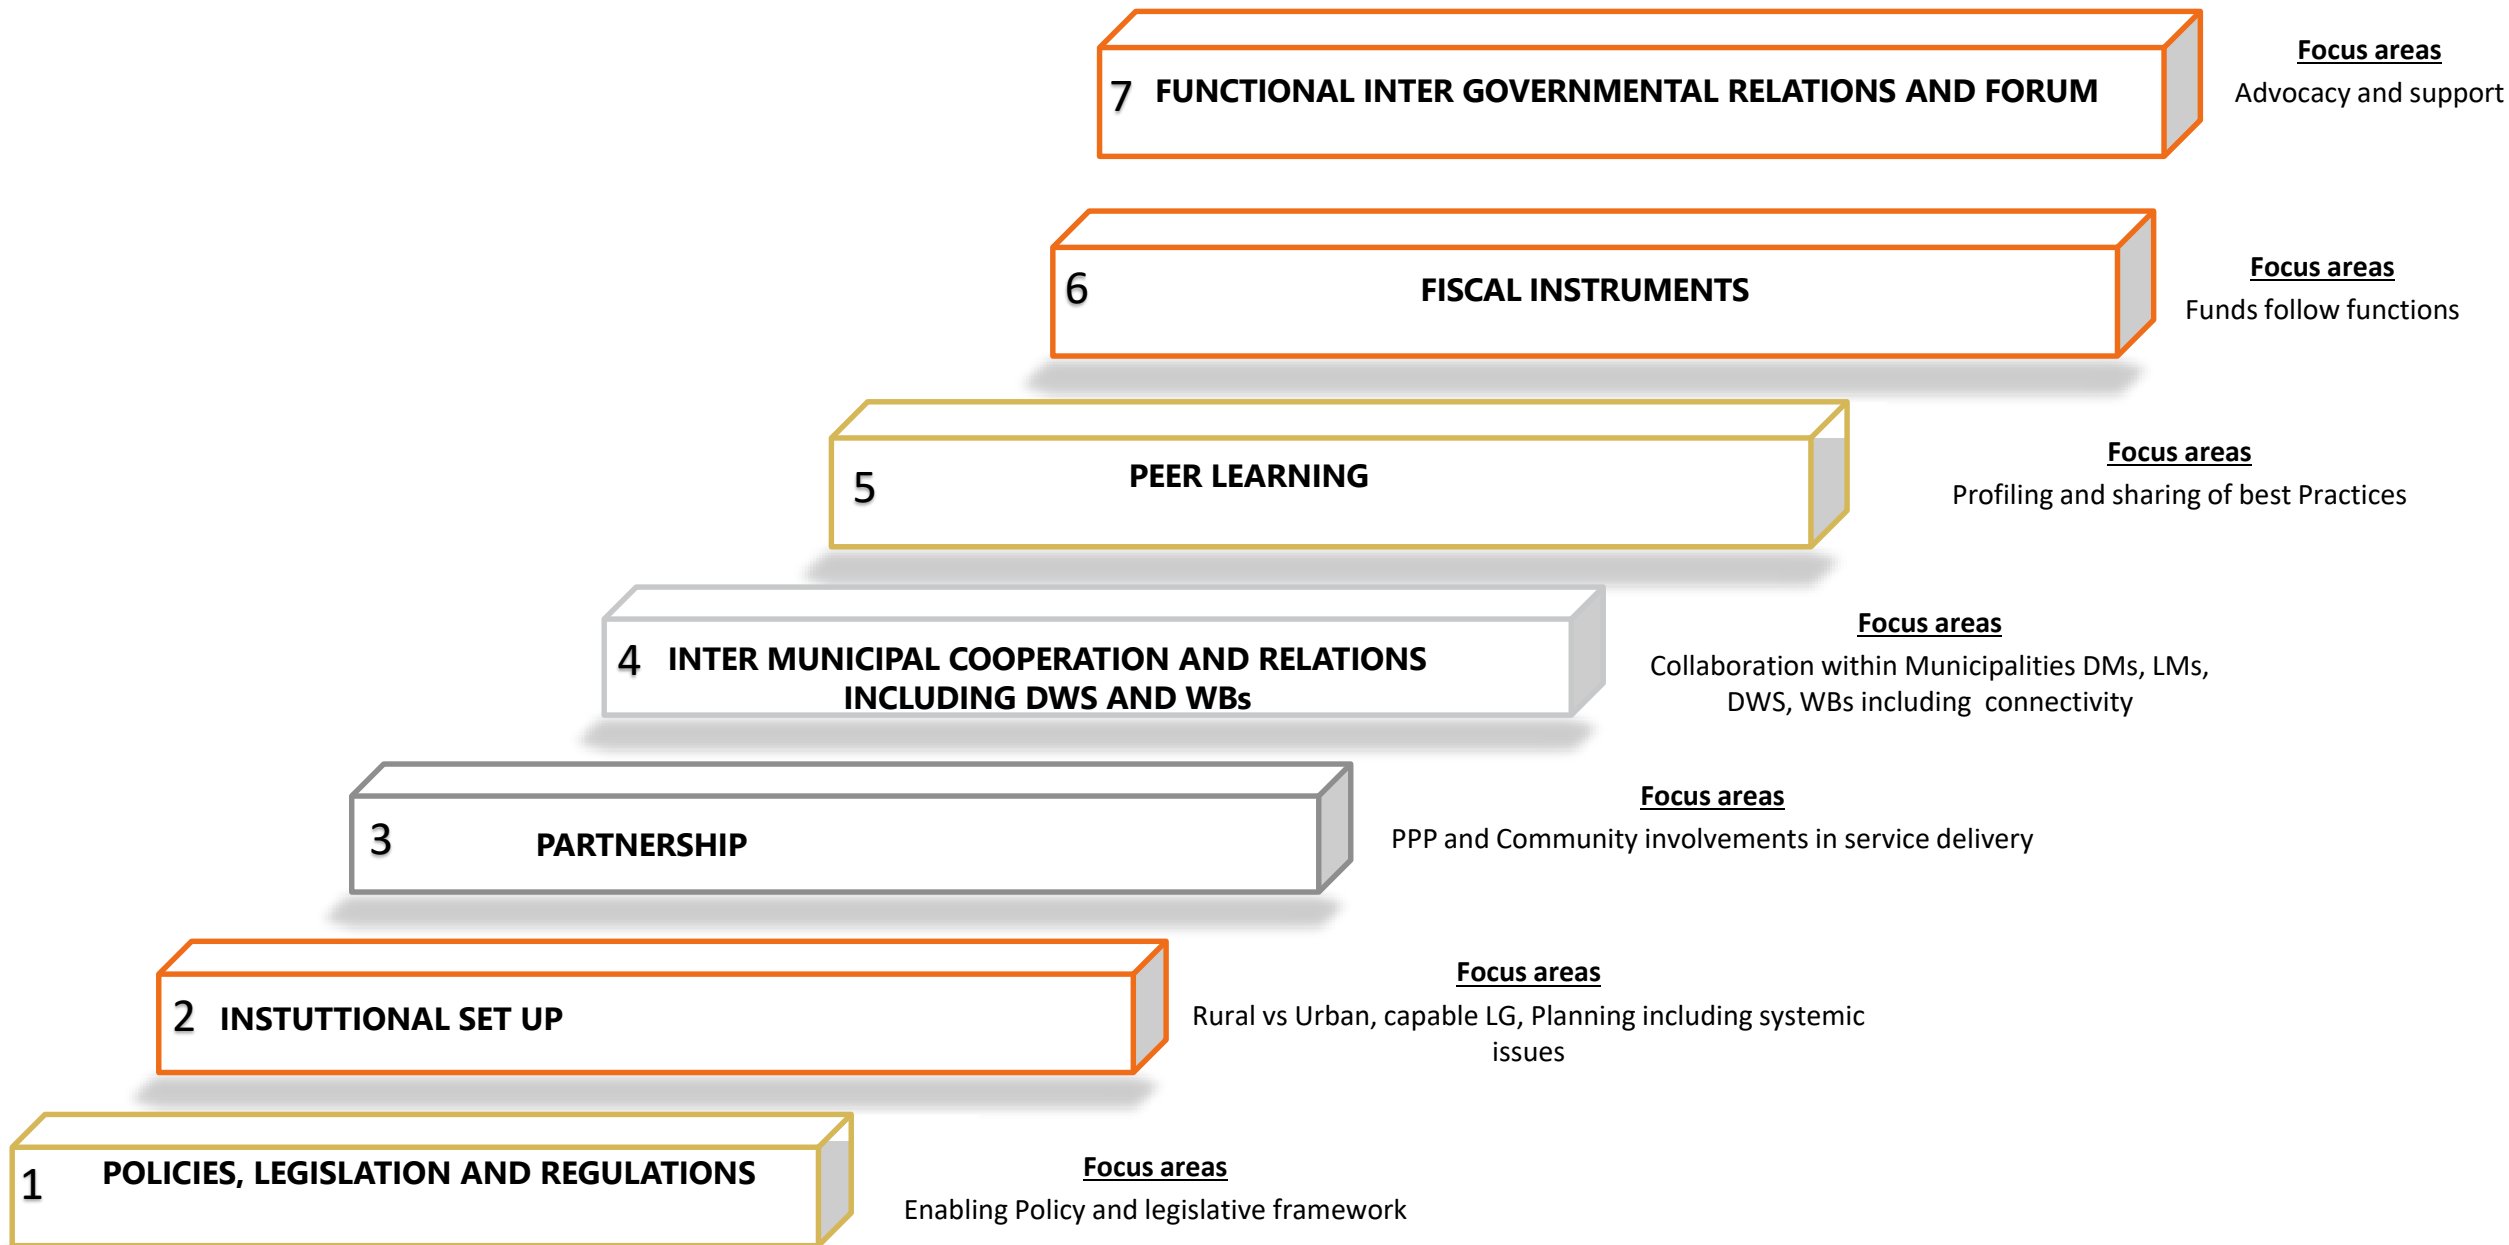 7 FUNCTIONAL INTER GOVERNMENTAL RELATIONS AND FORUM
Focus areas
Advocacy and support
6 FISCAL INSTRUMENTS
Focus areas
Funds follow functions
5 PEER LEARNING
Focus areas
Profiling and sharing of best Practices
4 INTER MUNICIPAL COOPERATION AND RELATIONS
INCLUDING DWS AND WBs
Focus areas
Collaboration within Municipalities DMs, LMs,
DWS, WBs including connectivity
3 PARTNERSHIP
Focus areas
PPP and Community involvements in service delivery
2 INSTUTTIONAL SET UP
Focus areas
Rural vs Urban, capable LG, Planning including systemic
issues
1 POLICIES, LEGISLATION AND REGULATIONS
Focus areas
Enabling Policy and legislative framework